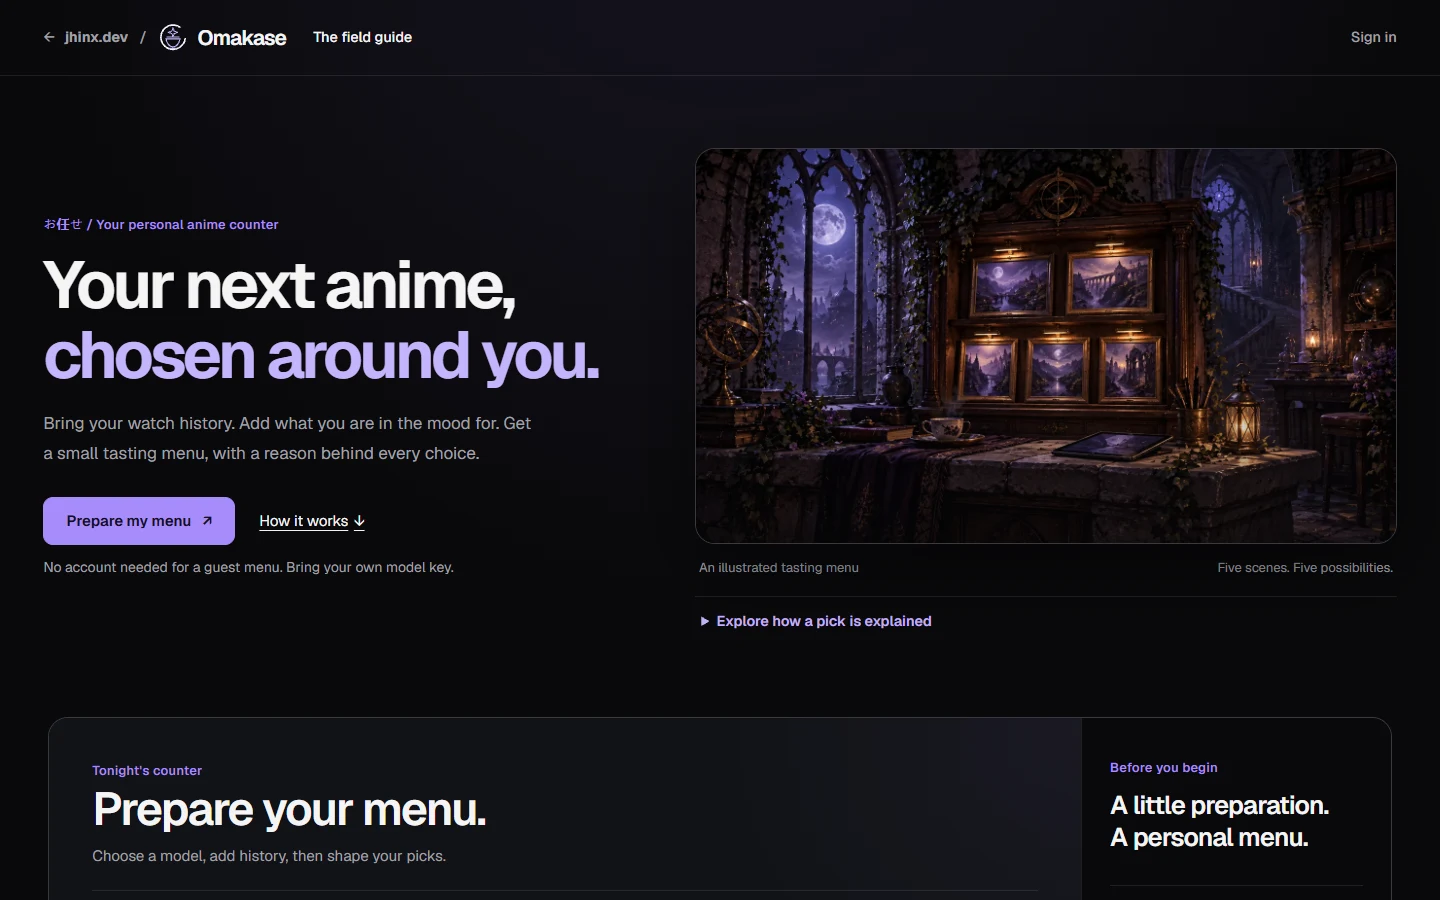 ← jhinx.dev / Omakase The field guide Sign in
お任せ / Your personal anime counter
Your next anime,
chosen around you.
Bring your watch history. Add what you are in the mood for. Get
a small tasting menu, with a reason behind every choice.
Prepare my menu ↗ How it works ↓
No account needed for a guest menu. Bring your own model key.
An illustrated tasting menu Five scenes. Five possibilities.
▶ Explore how a pick is explained
Tonight's counter
Prepare your menu.
Choose a model, add history, then shape your picks.
Before you begin
A little preparation.
A personal menu.